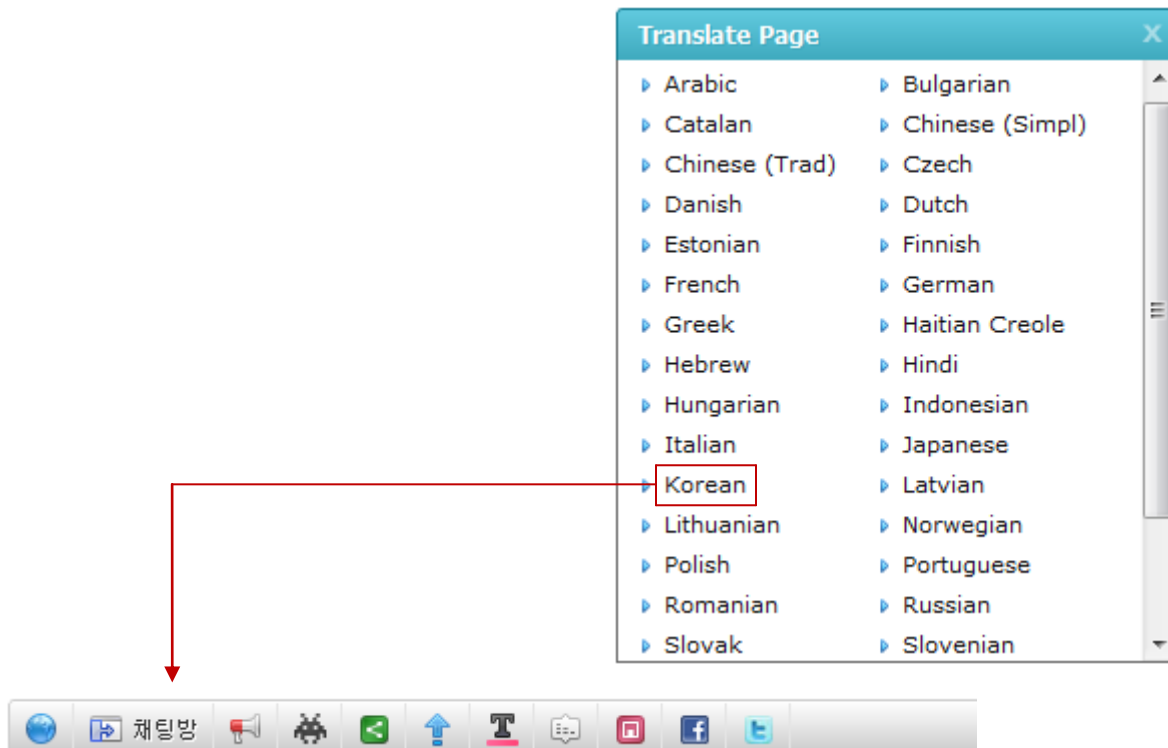 Translate Page X
Arabic Bulgarian
Catalan Chinese (Simpl)
Chinese (Trad) Czech
Danish Dutch
Estonian Finnish
French German
Greek Haitian Creole
Hebrew Hindi
Hungarian Indonesian
Italian Japanese
Korean Latvian
Lithuanian Norwegian
Polish Portuguese
Romanian Russian
Slovak Slovenian
채팅방 T f t